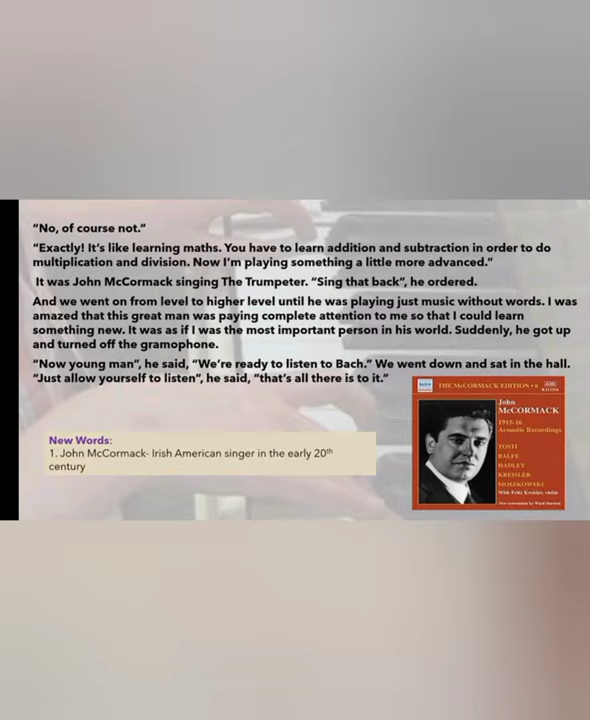 “No, of course not.”
“Exactly! It’s like learning maths. You have to learn addition and subtraction in order to do
multiplication and division. Now I’m playing something a little more advanced.”
It was John McCormack singing The Trumpeter. “Sing that back”, he ordered.
And we went on from level to higher level until he was playing just music without words. I was
amazed that this great man was paying complete attention to me so that I could learn
something new. It was as if I was the most important person in his world. Suddenly, he got up
and turned off the gramophone.
“Now young man”, he said, “We’re ready to listen to Bach.” We went down and sat in the hall.
“Just allow yourself to listen”, he said, “that’s all there is to it.”
New Words:
1. John McCormack- Irish American singer in the early 20th
century
THE McCORMACK EDITION • 6
John
McCORMACK
1915-16
Acoustic Recordings
TOSTI
BALFE
HADLEY
KREISLER
MOSZKOWSKI
With Fritz Kreisler, violin